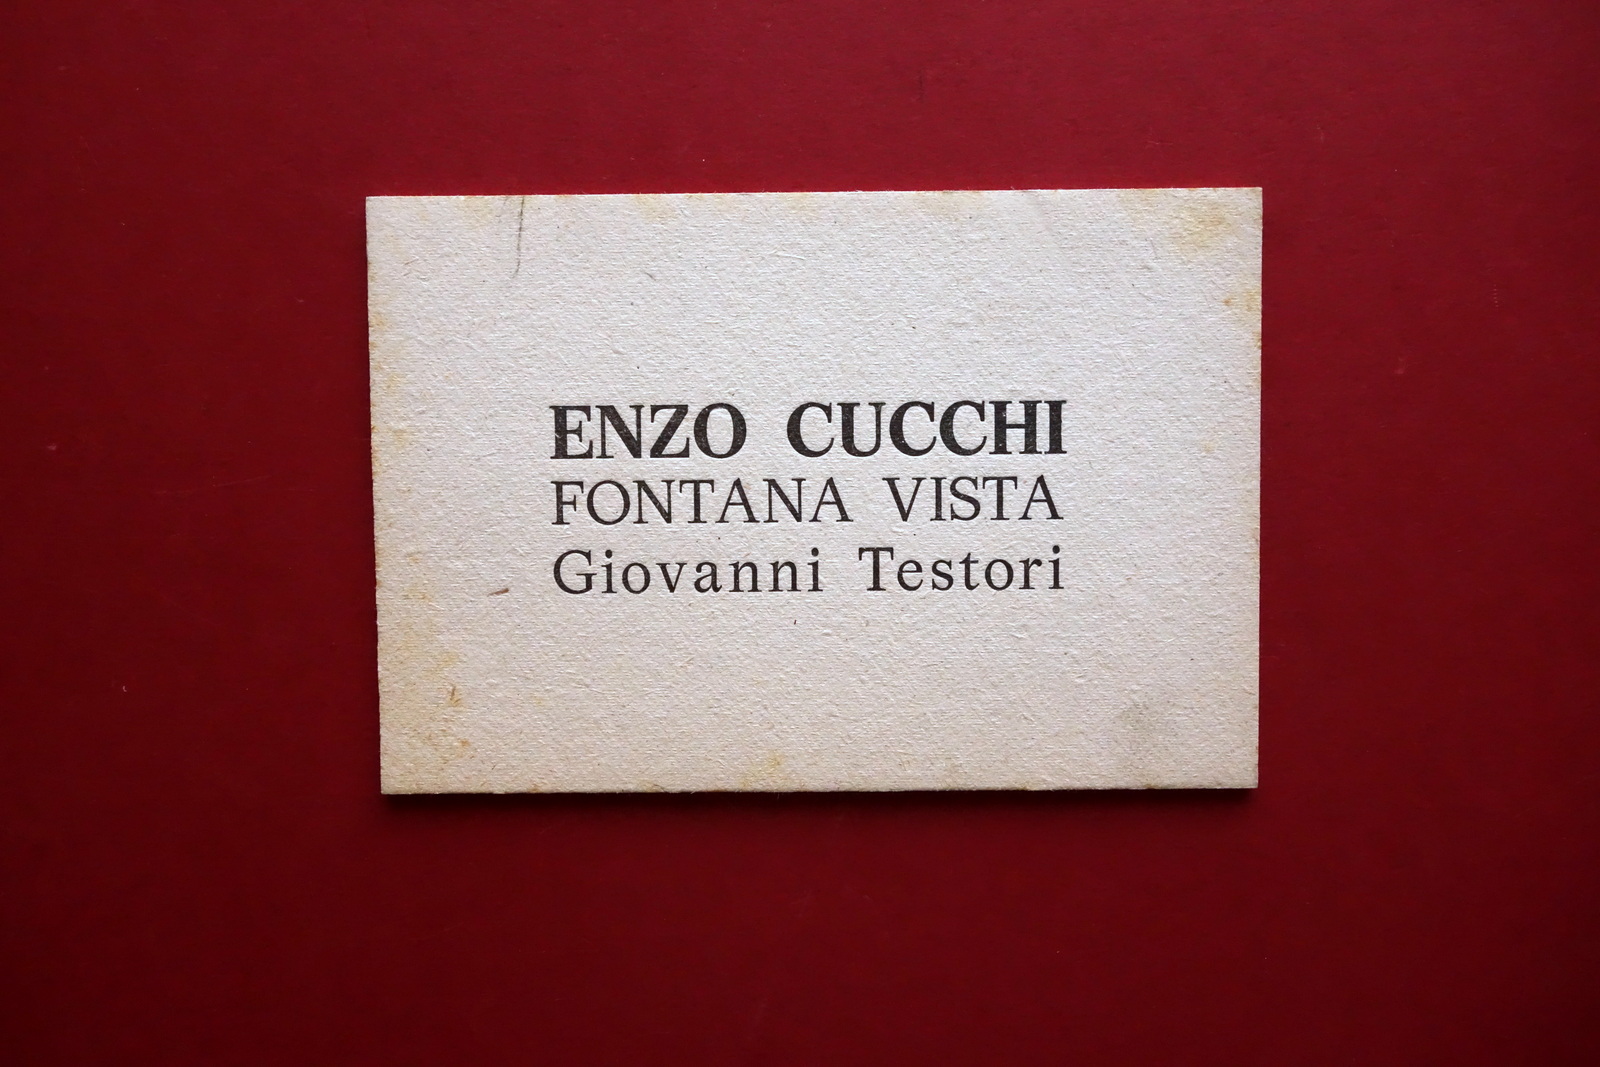 ENZO CUCCHI
FONTANA VISTA
Giovanni Testori